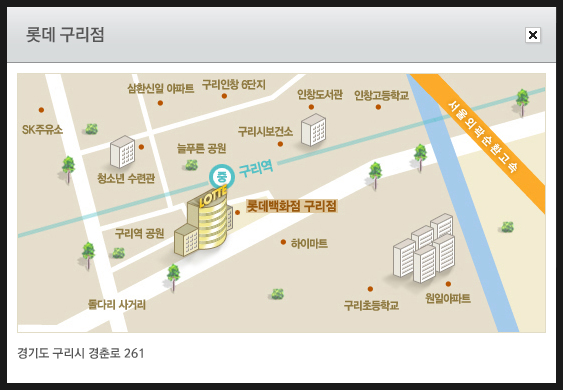 롯데 구리점
삼환신일 아파트
구리인창 6단지
인창도서관
인창고등학교
서울외곽순환고속
SK주유소
구리시보건소
늘푸른 공원
청소년 수련관
중
구리역
LOTTE
롯데백화점 구리점
구리역 공원
하이마트
돌다리 사거리
구리초등학교
원일아파트
경기도 구리시 경춘로 261